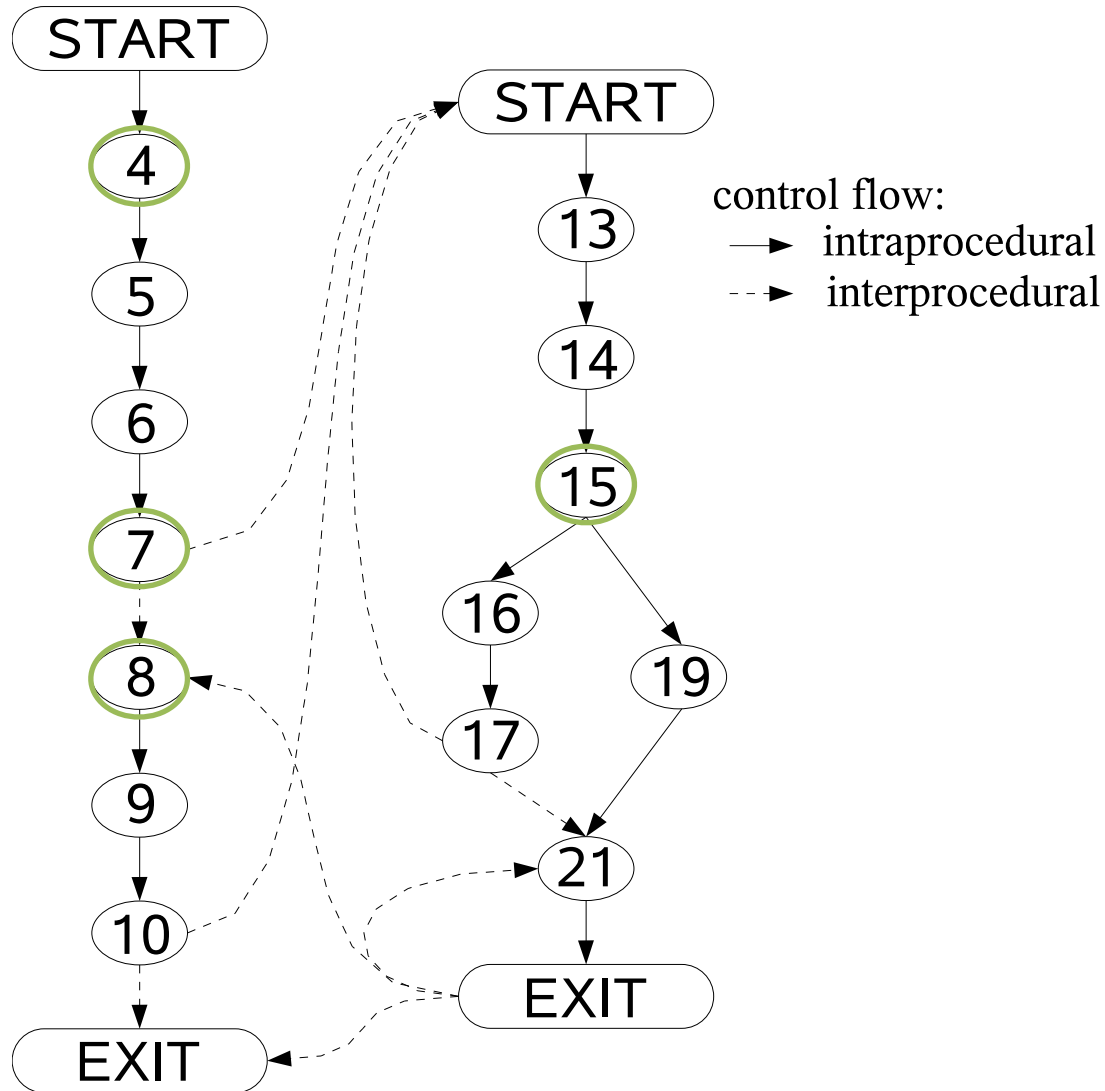 START
4
5
6
7
8
9
10
EXIT
START
13
14
15
16
19
17
21
EXIT
control flow:
intraprocedural
interprocedural